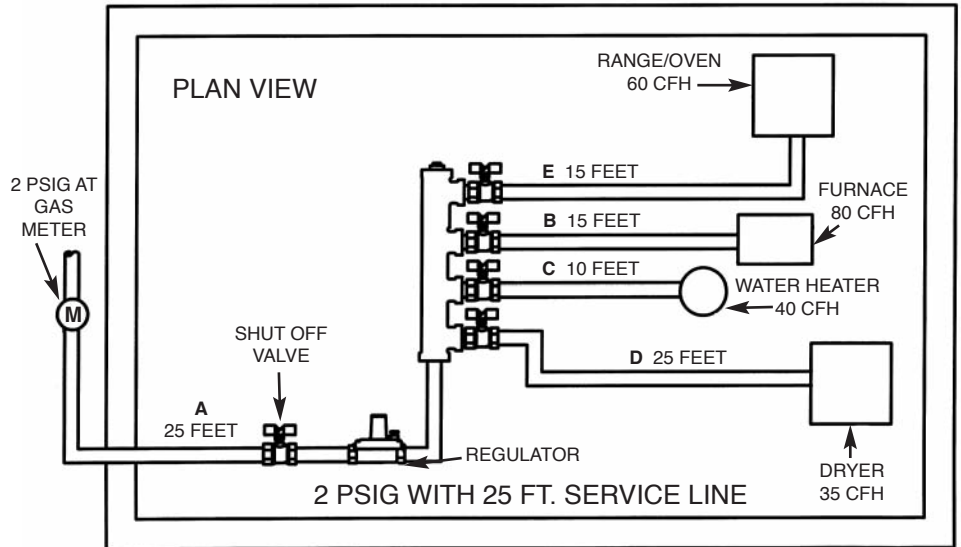 PLAN VIEW
RANGE/OVEN
60 CFH
E 15 FEET
2 PSIG AT
GAS
METER
FURNACE
80 CFH
B 15 FEET
C 10 FEET
WATER HEATER
40 CFH
M
SHUT OFF
VALVE
D 25 FEET
A
25 FEET
REGULATOR
DRYER
35 CFH
2 PSIG WITH 25 FT. SERVICE LINE